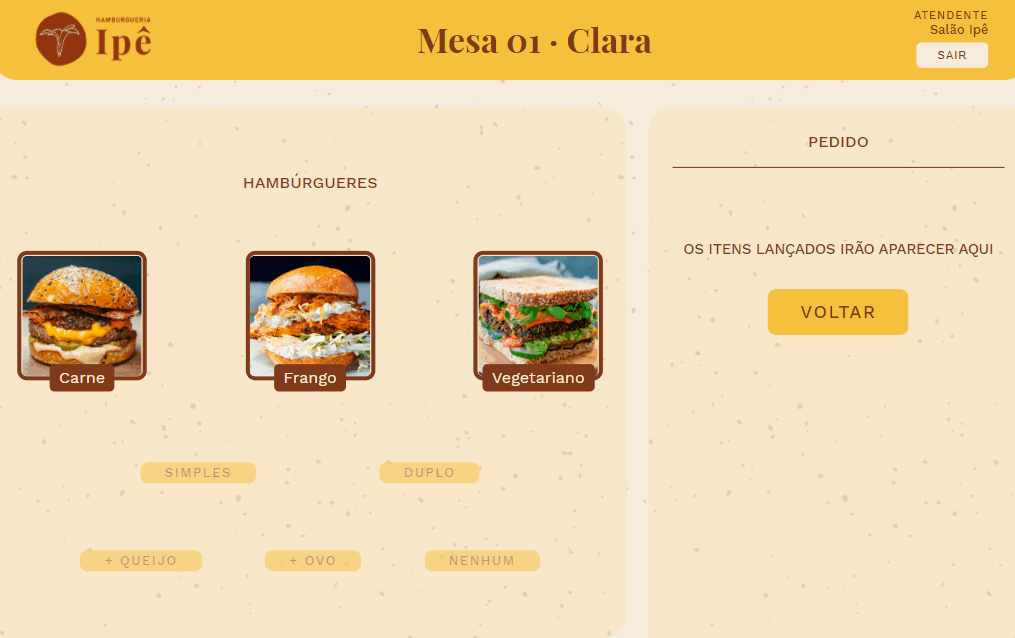 HAMBURGUERIA
Ipê
Mesa 01 · Clara
ATENDENTE
Salão Ipê
SAIR
HAMBÚRGUERES
Carne
Frango
Vegetariano
SIMPLES
DUPLO
+ QUEIJO
+ OVO
NENHUM
PEDIDO
OS ITENS LANÇADOS IRÃO APARECER AQUI
VOLTAR